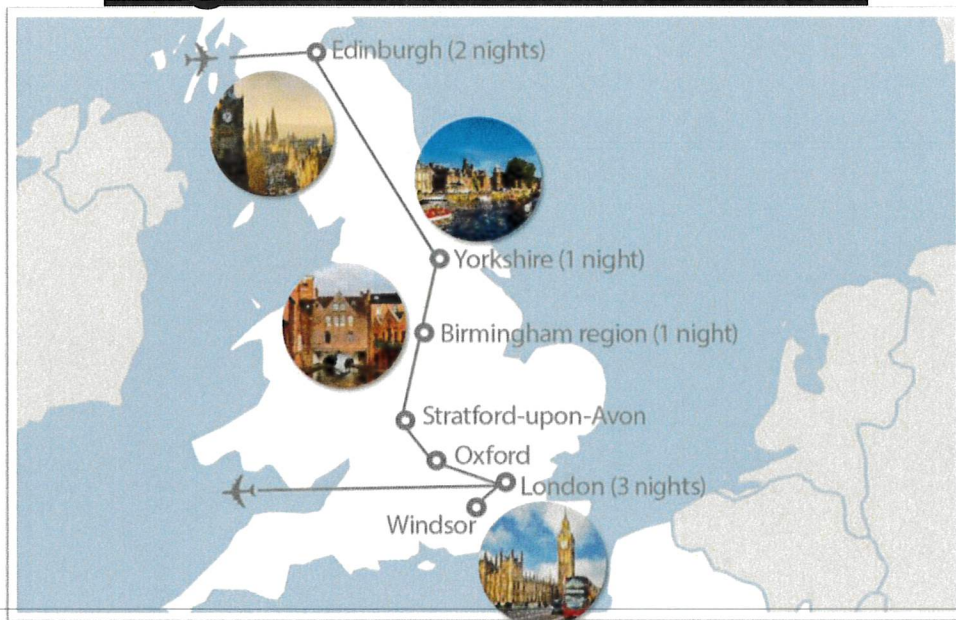 Edinburgh (2 nights)
Yorkshire (1 night)
Birmingham region (1 night)
Stratford-upon-Avon
Oxford
London (3 nights)
Windsor